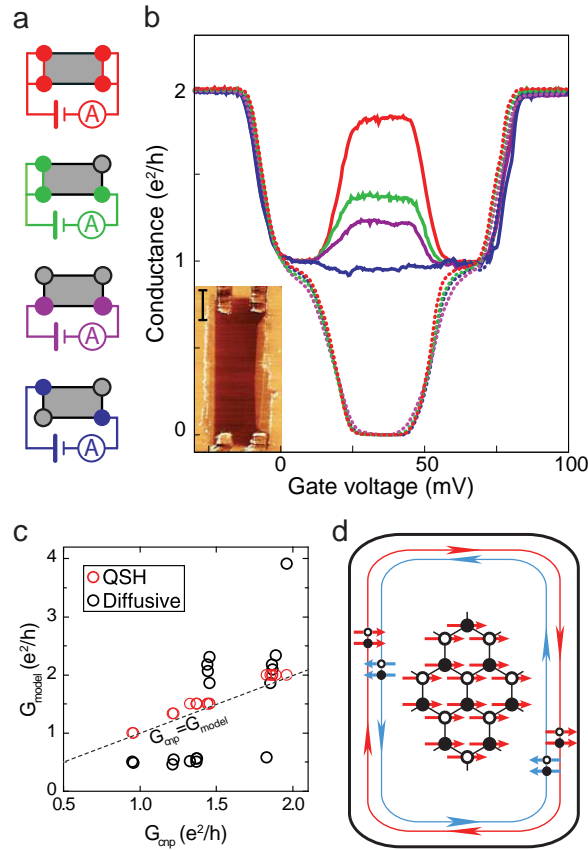 a
A
A
A
A
b
Conductance (e²/h)
2
1
0
0
50
100
Gate voltage (mV)
c
G_model (e²/h)
4
3
2
1
0
QSH
Diffusive
G_cnp=G_model
0.5
1.0
1.5
2.0
G_cnp (e²/h)
d